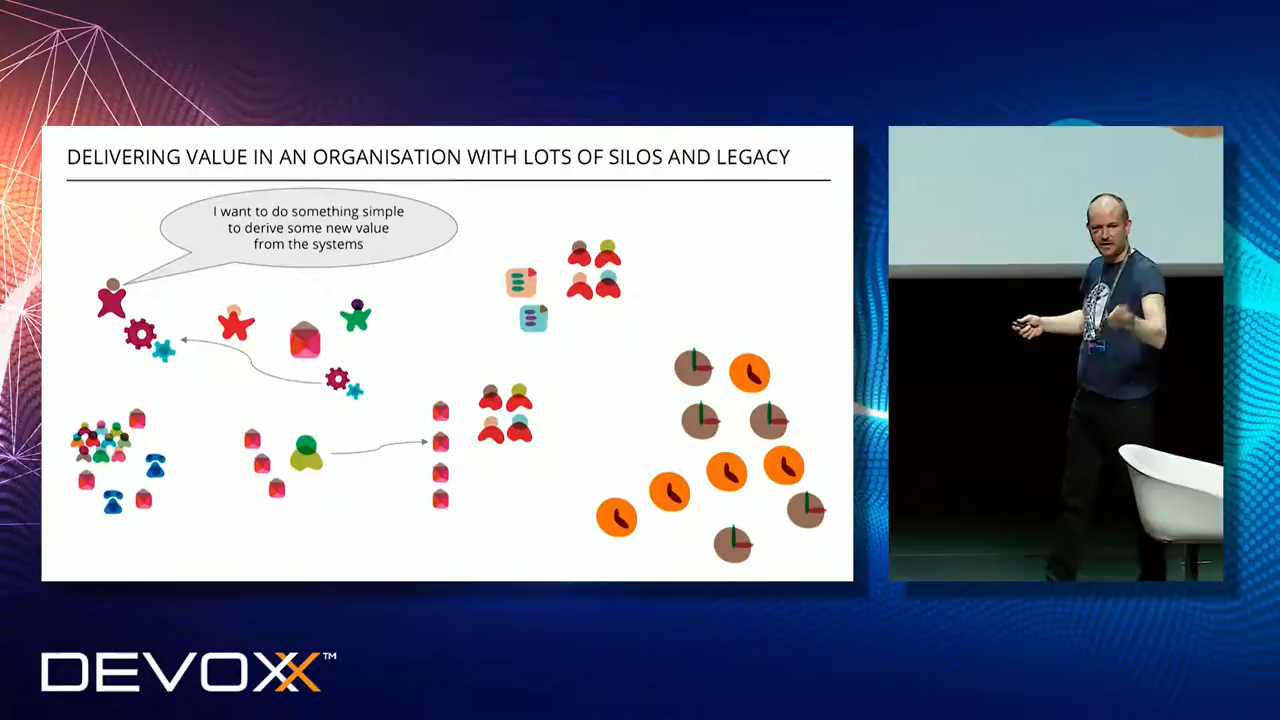 DELIVERING VALUE IN AN ORGANISATION WITH LOTS OF SILOS AND LEGACY
I want to do something simple
to derive some new value
from the systems
DEVOXX™